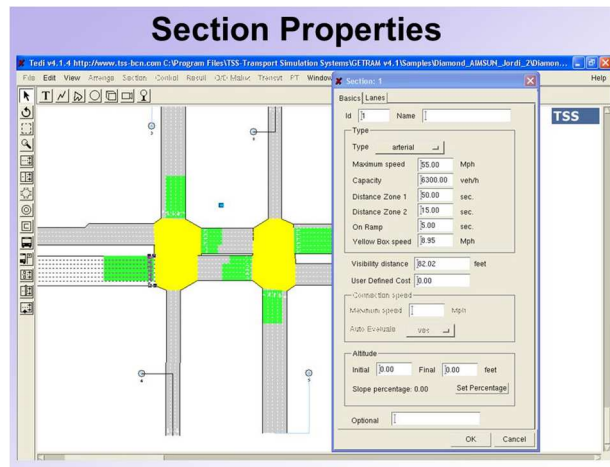 Section Properties
Tedi v4.1.4 http://www.tss-bcn.com C:\Program Files\TSS-Transport Simulation Systems\GETRAM v4.1\Samples\Diamond_AIMSUN_Jordi_2\Diamon...
File Edit View Arrange Section Control Result O/D Matrix Transit PT Window Help
Section: 1
T
TSS
Basics Lanes
Id 1 Name
Type
Type arterial
Maximum speed 55.00 Mph
Capacity 6300.00 veh/h
Distance Zone 1 50.00 sec.
Distance Zone 2 15.00 sec.
On Ramp 5.00 sec.
Yellow Box speed 8.95 Mph
Visibility distance 82.02 feet
User Defined Cost 0.00
Connection speed
Maximum speed Mph
Auto Evaluate yes
Altitude
Initial 0.00 Final 0.00 feet
Slope percentage: 0.00 Set Percentage
Optional
OK Cancel